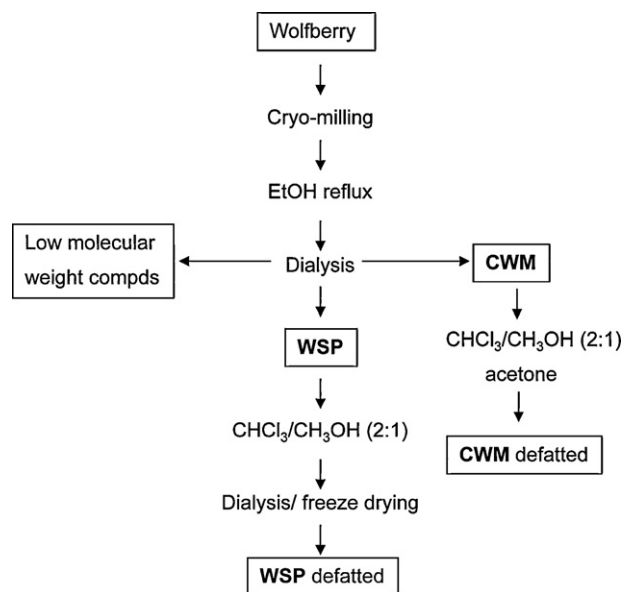 Wolfberry
Cryo-milling
EtOH reflux
Low molecular
weight compds
Dialysis
CWM
WSP
CHCl₃/CH₃OH (2:1)
acetone
CHCl₃/CH₃OH (2:1)
CWM defatted
Dialysis/ freeze drying
WSP defatted